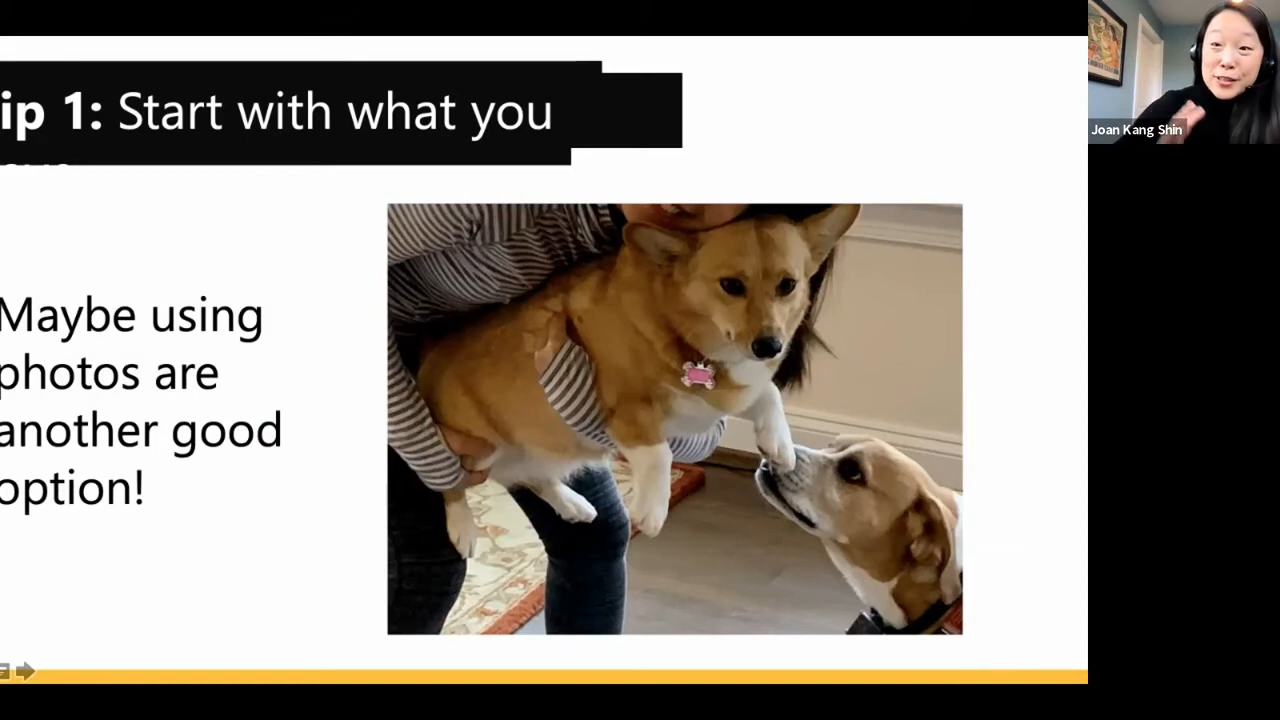 ip 1: Start with what you
Maybe using
photos are
another good
option!
Joan Kang Shin